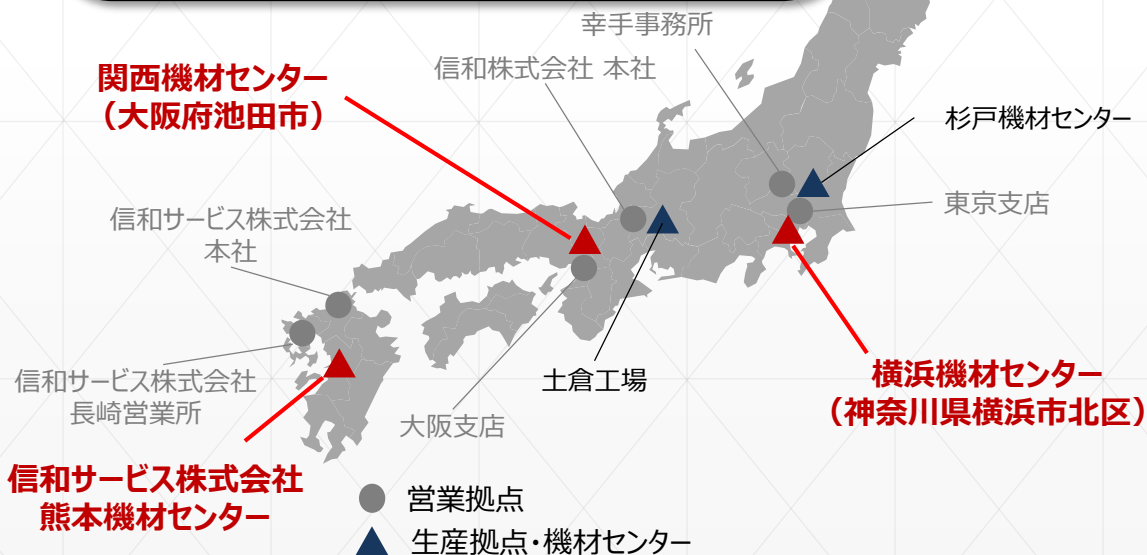 幸手事務所
信和株式会社 本社
関西機材センター
（大阪府池田市）
杉戸機材センター
東京支店
信和サービス株式会社
本社
土倉工場
横浜機材センター
（神奈川県横浜市北区）
信和サービス株式会社
長崎営業所
大阪支店
信和サービス株式会社
熊本機材センター
営業拠点
生産拠点・機材センター